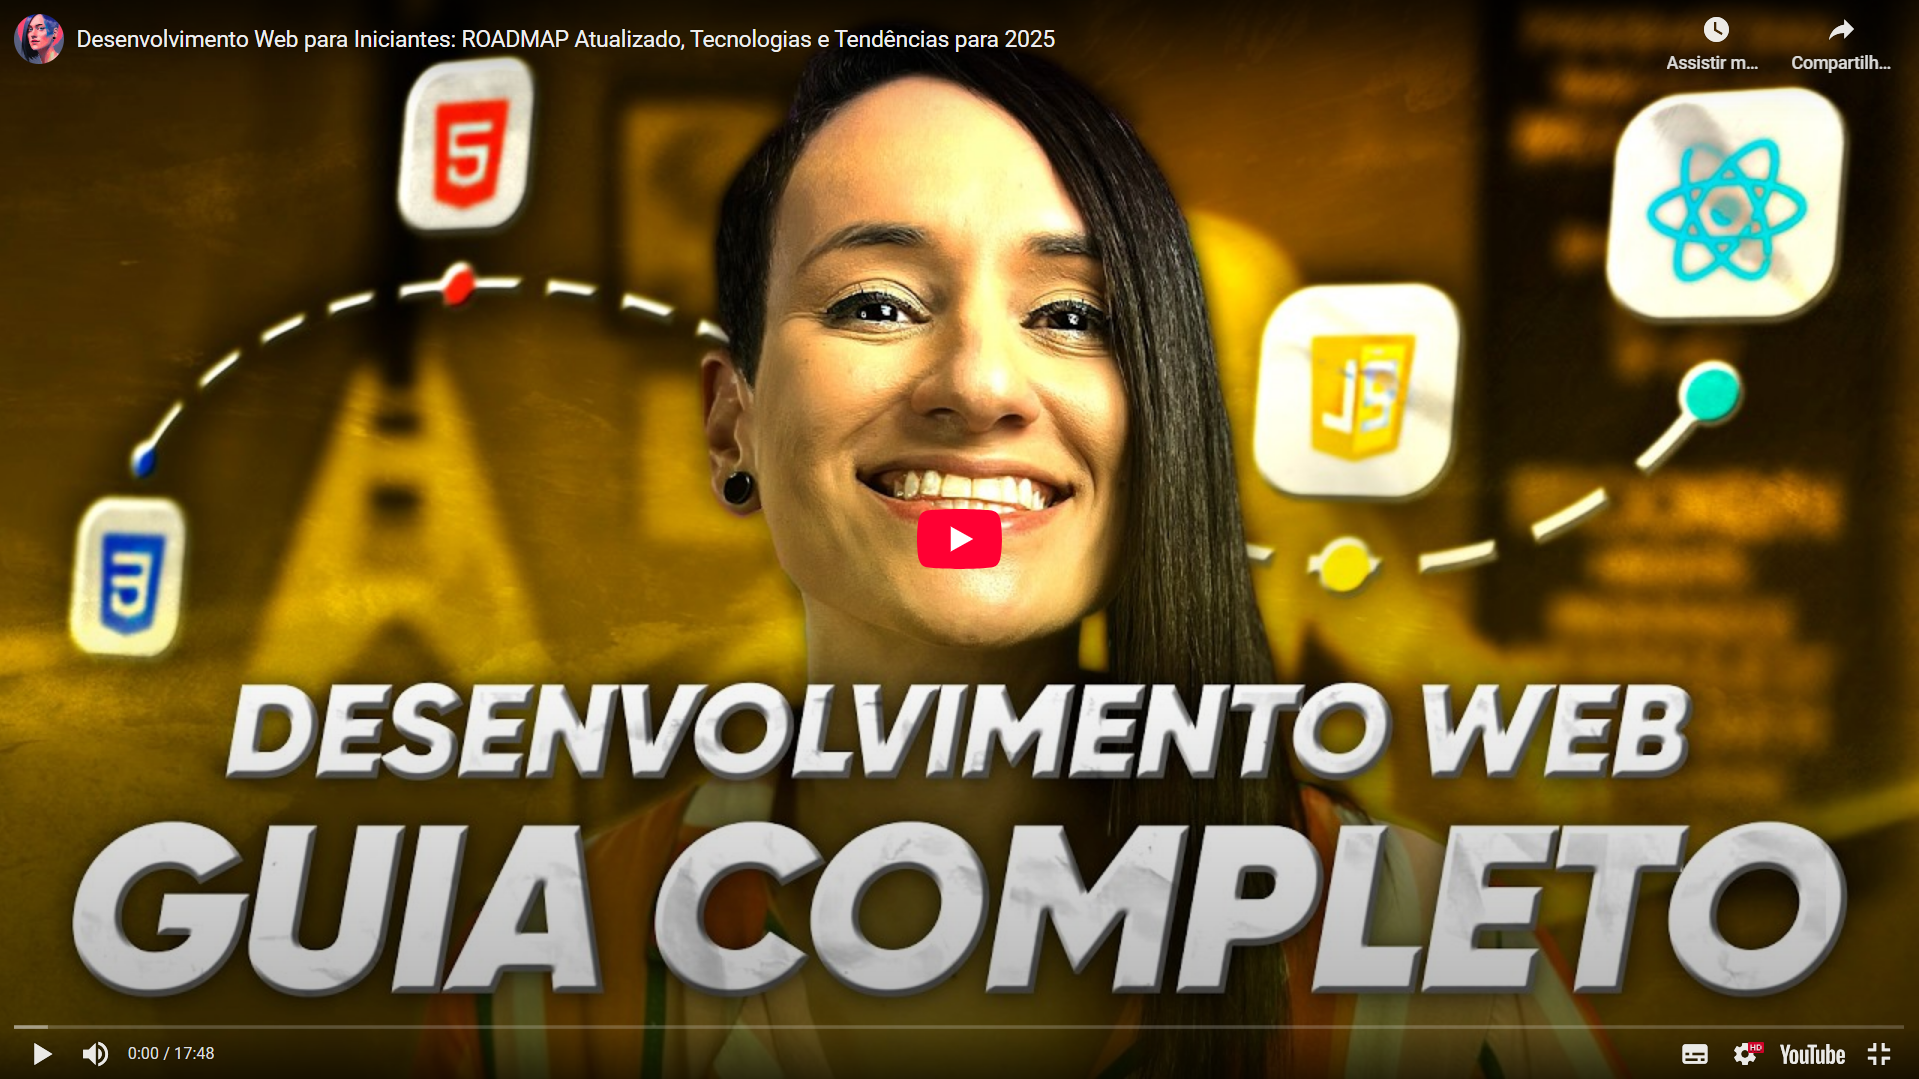 Desenvolvimento Web para Iniciantes: ROADMAP Atualizado, Tecnologias e Tendências para 2025
Assistir m...
Compartilh...
5
3
JS
DESENVOLVIMENTO WEB
GUIA COMPLETO
0:00 / 17:48
HD
YouTube